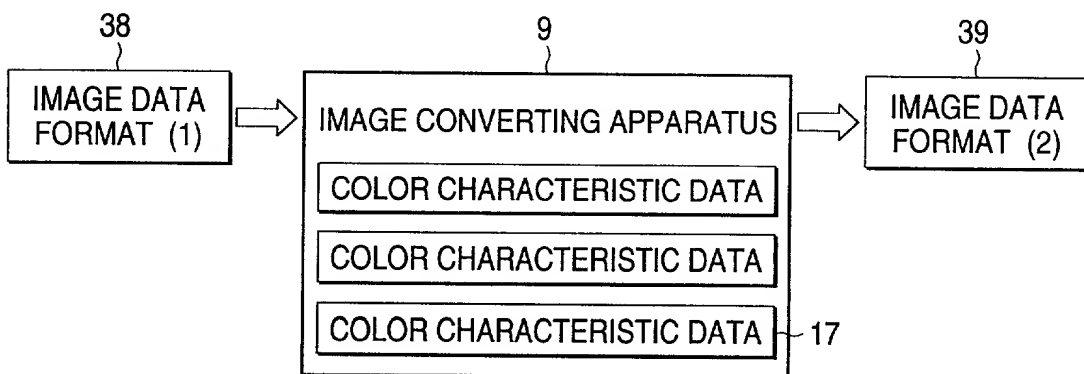 38
9
39
IMAGE DATA
FORMAT (1)
IMAGE CONVERTING APPARATUS
IMAGE DATA
FORMAT (2)
COLOR CHARACTERISTIC DATA
COLOR CHARACTERISTIC DATA
COLOR CHARACTERISTIC DATA
17